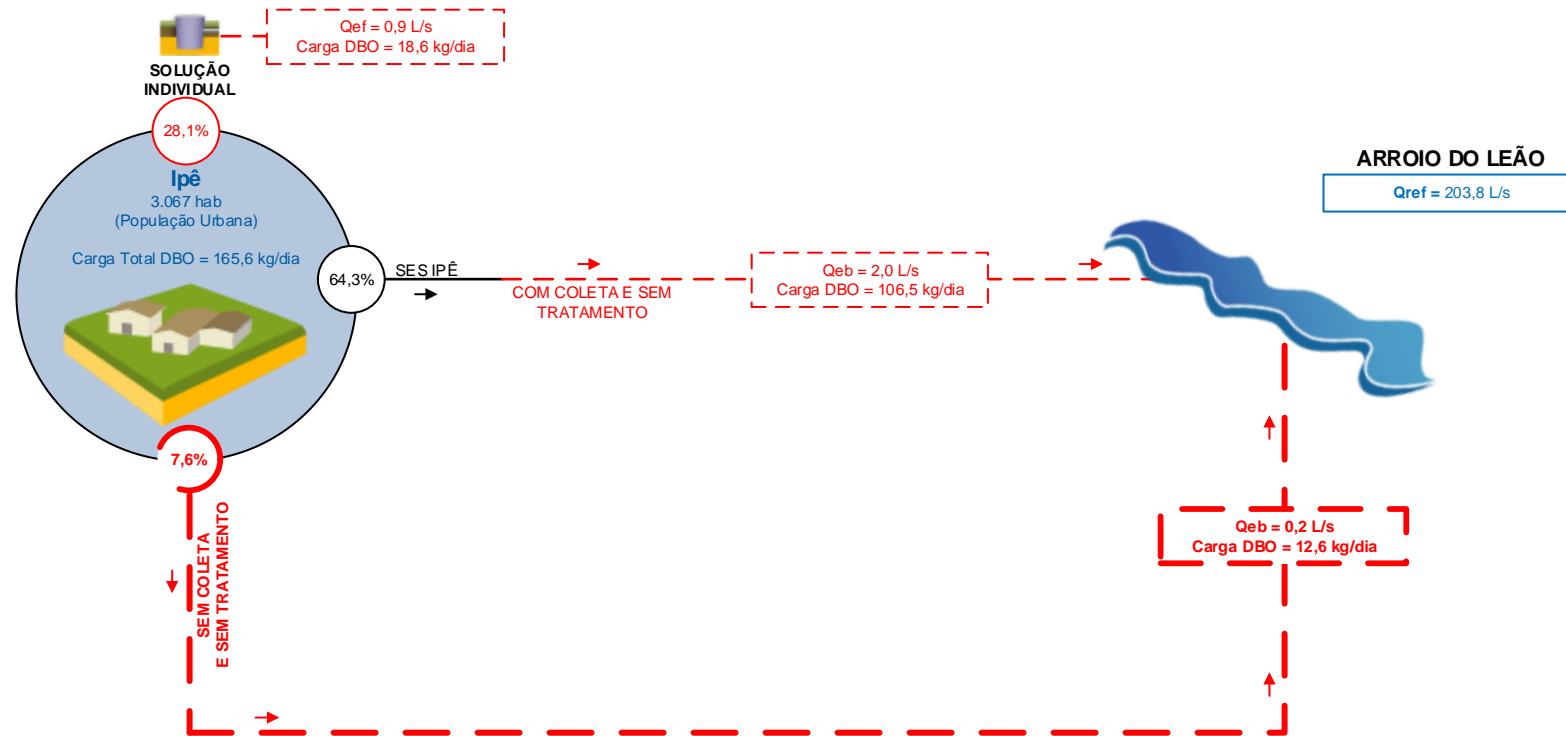 Qef = 0,9 L/s
Carga DBO = 18,6 kg/dia
SOLUÇÃO
INDIVIDUAL
28,1%
Ipê
3.067 hab
(População Urbana)
Carga Total DBO = 165,6 kg/dia
64,3%
SES IPÊ
COM COLETA E SEM
TRATAMENTO
Qeb = 2,0 L/s
Carga DBO = 106,5 kg/dia
ARROIO DO LEÃO
Qref = 203,8 L/s
7,6%
SEM COLETA
E SEM TRATAMENTO
Qeb = 0,2 L/s
Carga DBO = 12,6 kg/dia